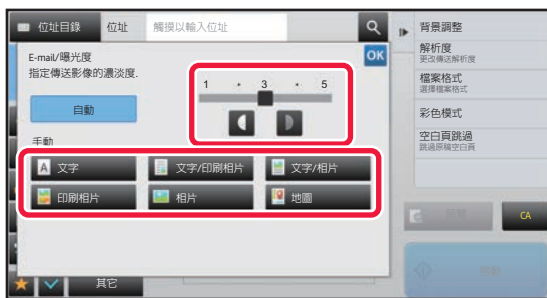 位址目錄
位址
觸摸以輸入位址
背景調整
E-mail/曝光度
指定傳送影像的濃淡度.
OK
解析度
更改傳送解析度
1 · 3 · 5
檔案格式
選擇檔案格式
自動
彩色模式
手動
空白頁跳過
跳過原稿空白頁
A 文字
文字/印刷相片
文字/相片
印刷相片
相片
地圖
CA
其它